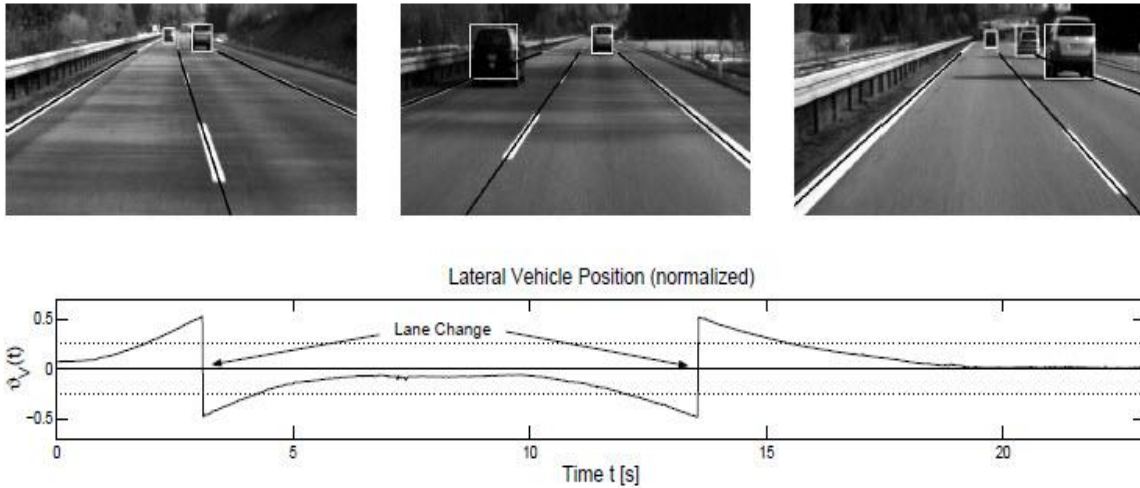 Lateral Vehicle Position (normalized)
0.5
0
−0.5
ϑV(t)
Lane Change
0
5
10
15
20
Time t [s]